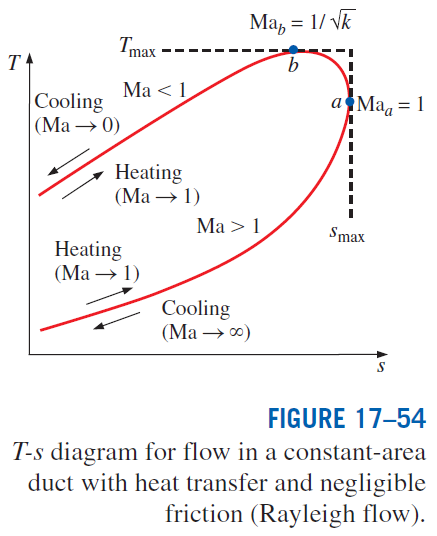 Ma_b = 1/ √k
T_max
T
b
Ma < 1
Cooling
(Ma → 0)
a
Ma_a = 1
Heating
(Ma → 1)
Ma > 1
s_max
Heating
(Ma → 1)
Cooling
(Ma → ∞)
s
FIGURE 17–54
T-s diagram for flow in a constant-area
duct with heat transfer and negligible
friction (Rayleigh flow).